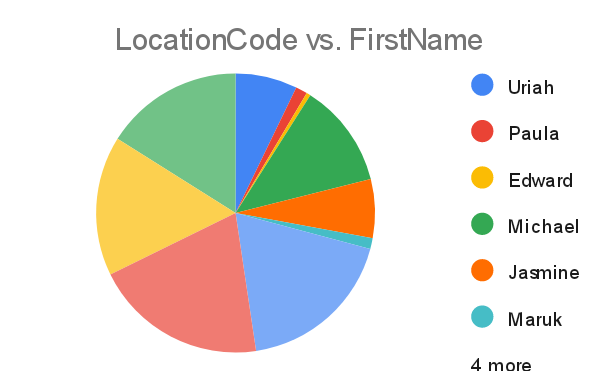 LocationCode vs. FirstName
Uriah
Paula
Edward
Michael
Jasmine
Maruk
4 more